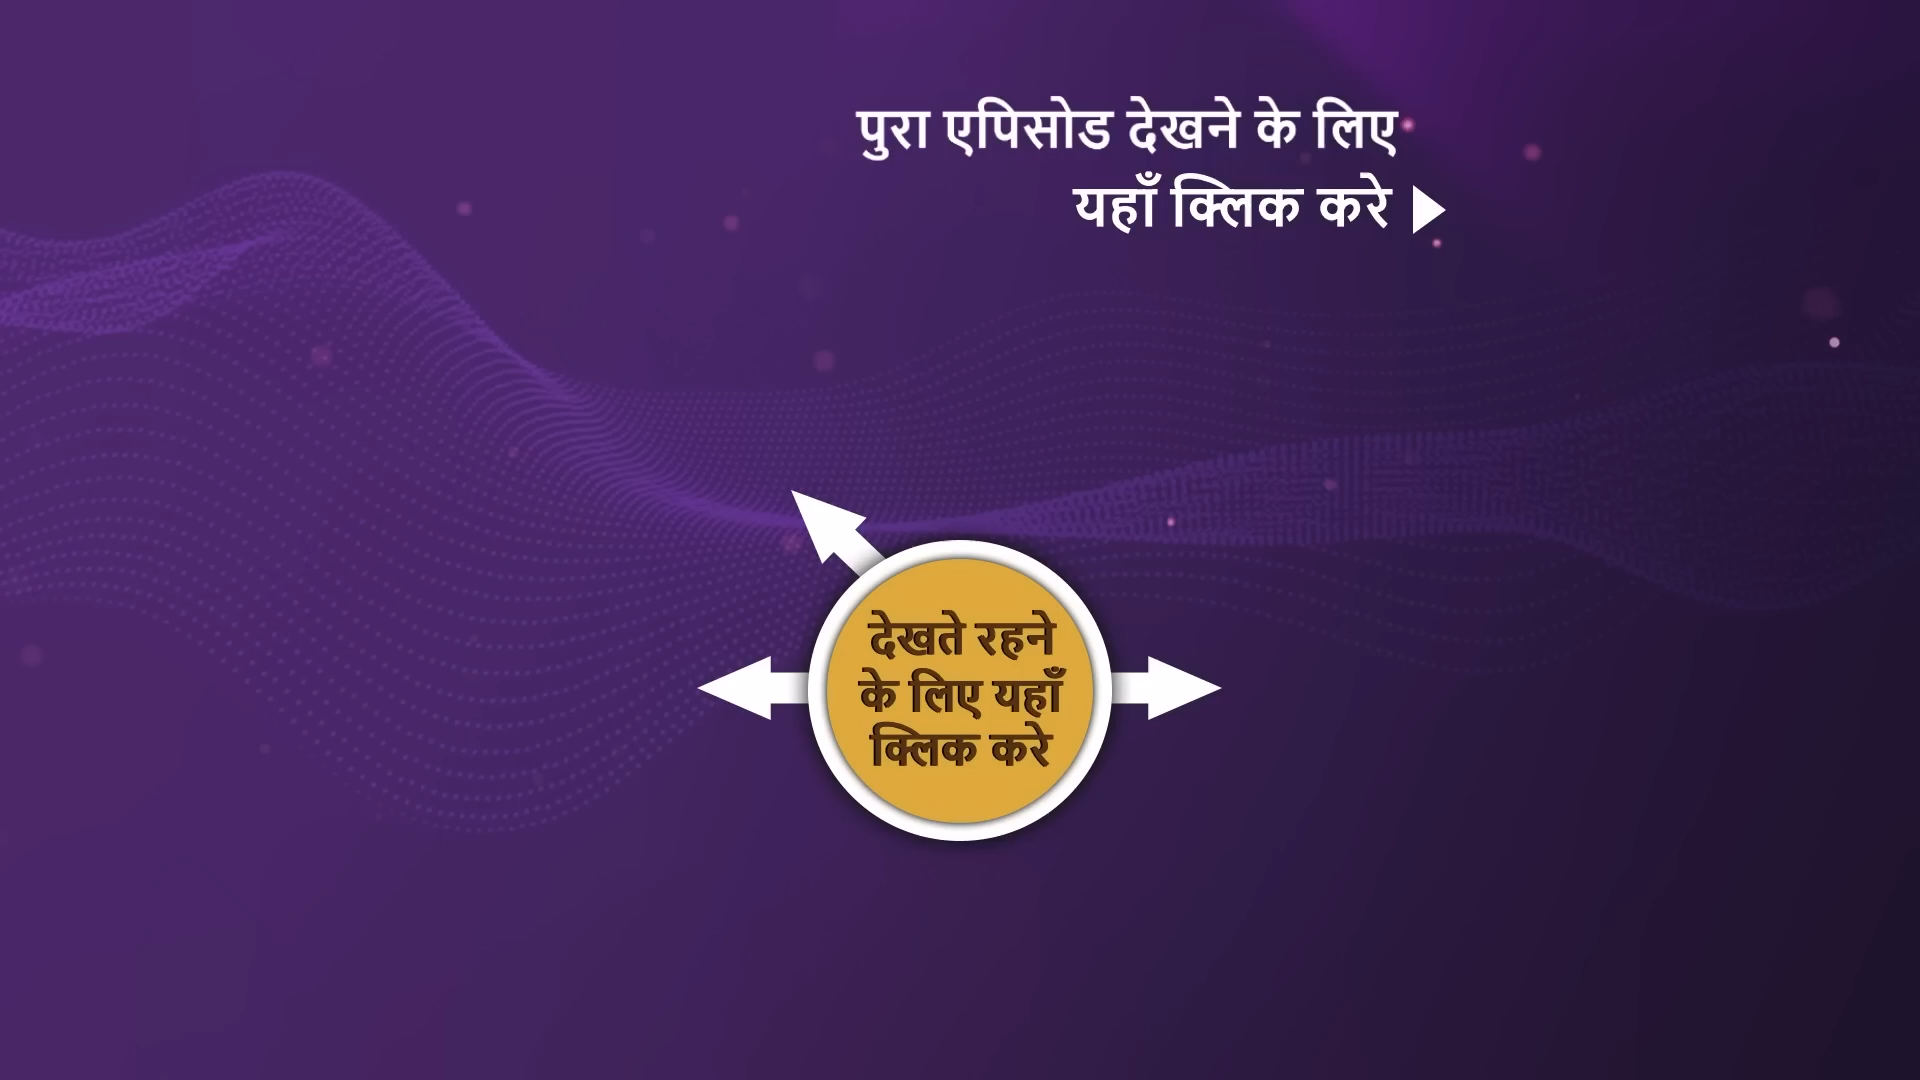 पुरा एपिसोड देखने के लिए
यहाँ क्लिक करे
देखते रहने
के लिए यहाँ
क्लिक करे